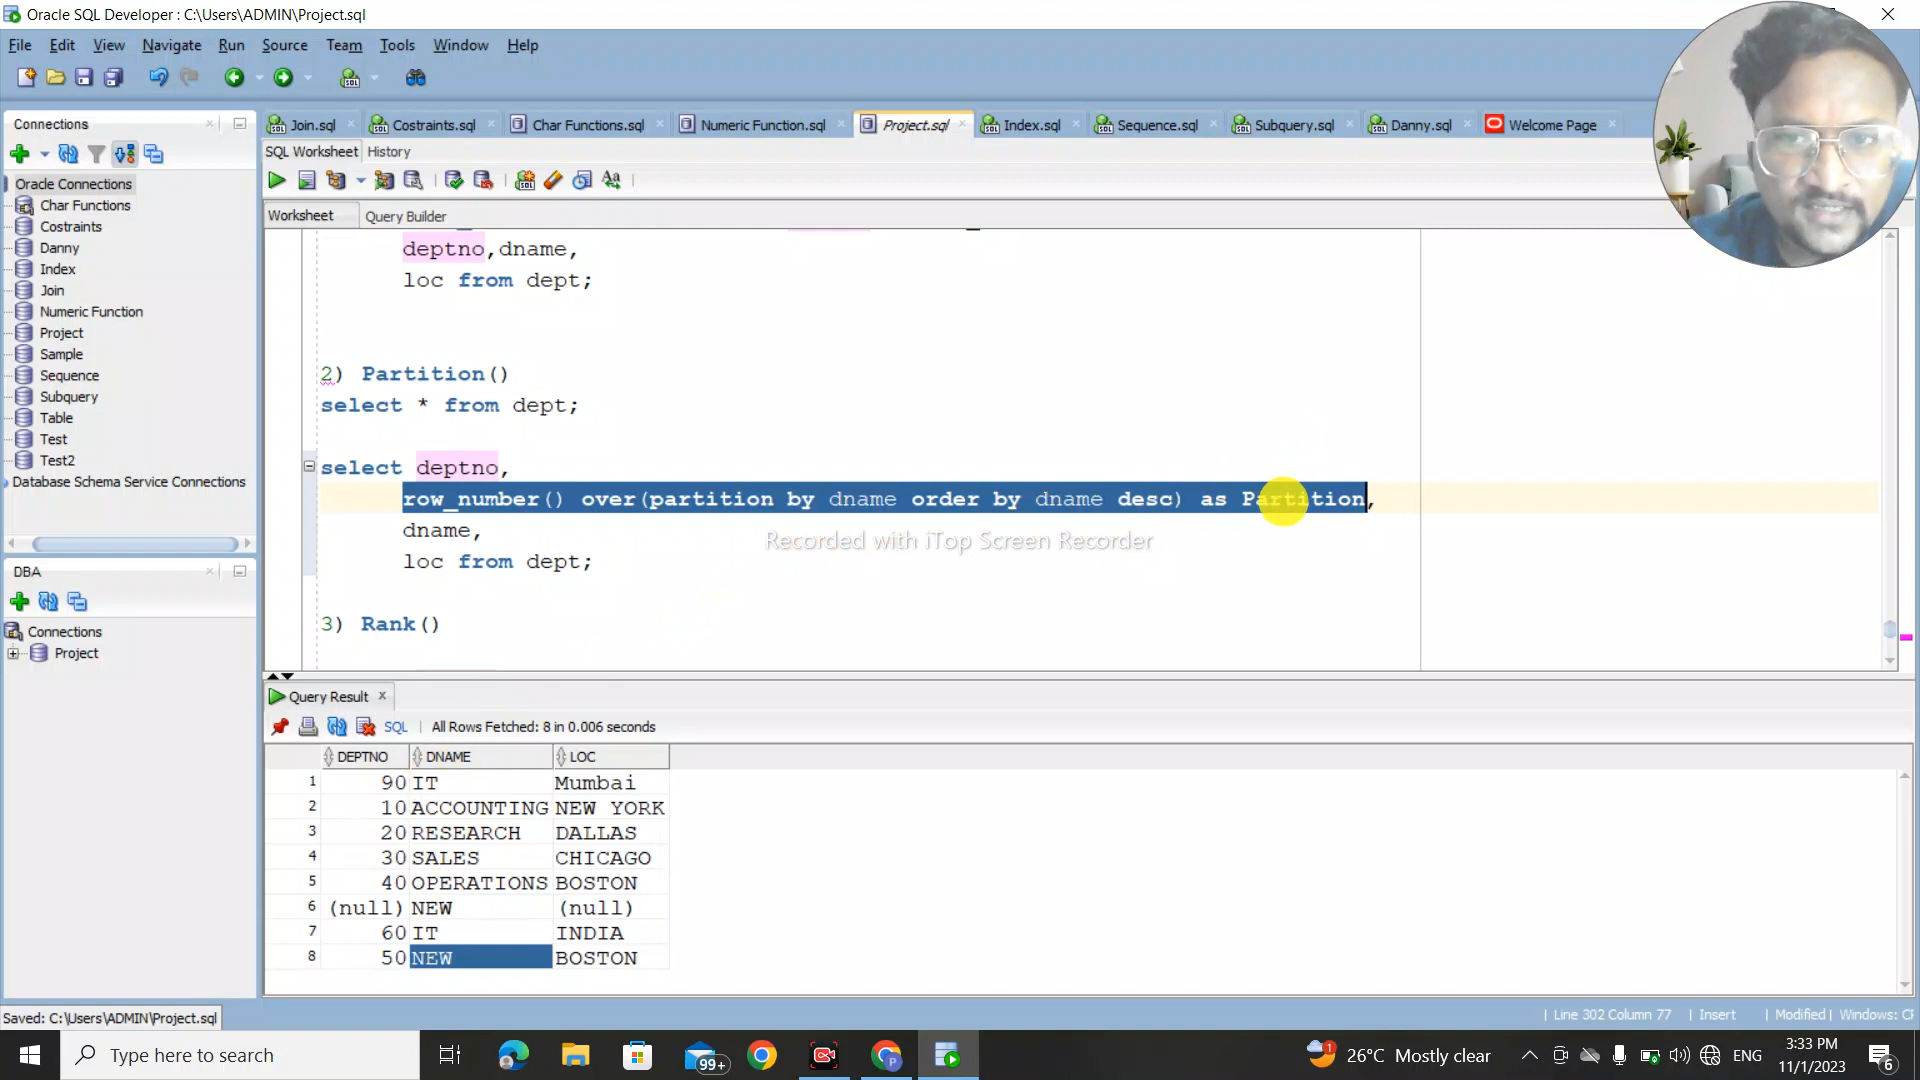 Oracle SQL Developer : C:\Users\ADMIN\Project.sql
File Edit View Navigate Run Source Team Tools Window Help
Connections
Join.sql Costraints.sql Char Functions.sql Numeric Function.sql Project.sql Index.sql Sequence.sql Subquery.sql Danny.sql Welcome Page
SQL Worksheet History
Oracle Connections
Char Functions
Costraints
Danny
Index
Join
Numeric Function
Project
Sample
Sequence
Subquery
Table
Test
Test2
Database Schema Service Connections
DBA
Connections
Project
Worksheet Query Builder
deptno,dname,
loc from dept;
2) Partition()
select * from dept;
select deptno,
row_number() over(partition by dname order by dname desc) as Partition,
dname,
loc from dept;
3) Rank()
Recorded with iTop Screen Recorder
Query Result
SQL All Rows Fetched: 8 in 0.006 seconds
DEPTNO DNAME LOC
1 90 IT Mumbai
2 10 ACCOUNTING NEW YORK
3 20 RESEARCH DALLAS
4 30 SALES CHICAGO
5 40 OPERATIONS BOSTON
6 (null) NEW (null)
7 60 IT INDIA
8 50 NEW BOSTON
Saved: C:\Users\ADMIN\Project.sql
Line 302 Column 77 Insert Modified Windows:
Type here to search
99+
26°C Mostly clear
ENG
3:33 PM
11/1/2023
6